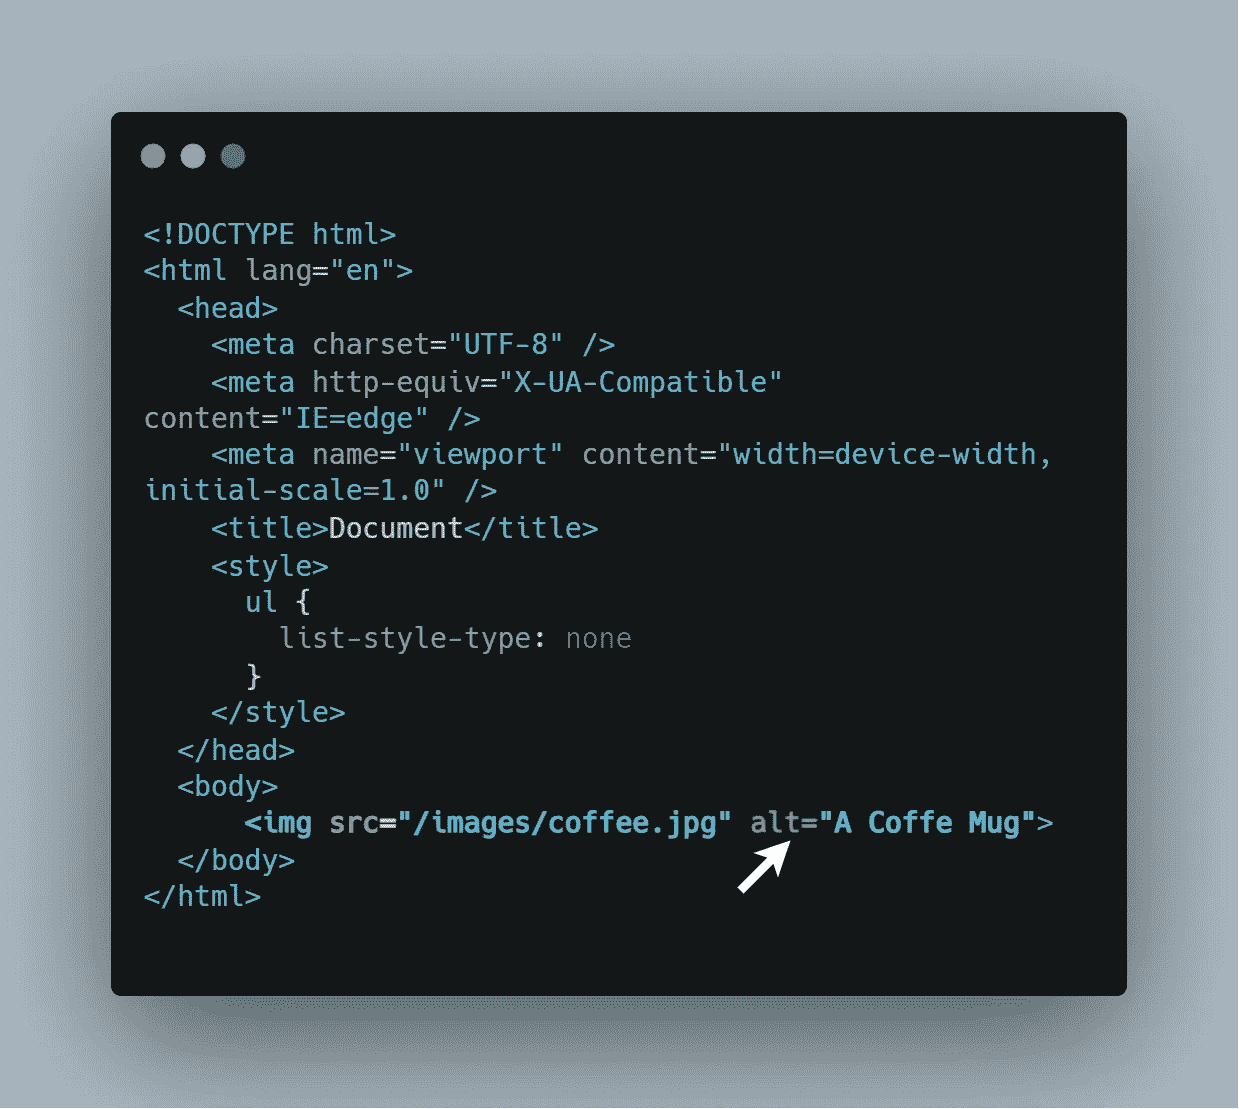 <!DOCTYPE html>
<html lang="en">
  <head>
    <meta charset="UTF-8" />
    <meta http-equiv="X-UA-Compatible"
content="IE=edge" />
    <meta name="viewport" content="width=device-width,
initial-scale=1.0" />
    <title>Document</title>
    <style>
      ul {
        list-style-type: none
      }
    </style>
  </head>
  <body>
      <img src="/images/coffee.jpg" alt="A Coffe Mug">
  </body>
</html>